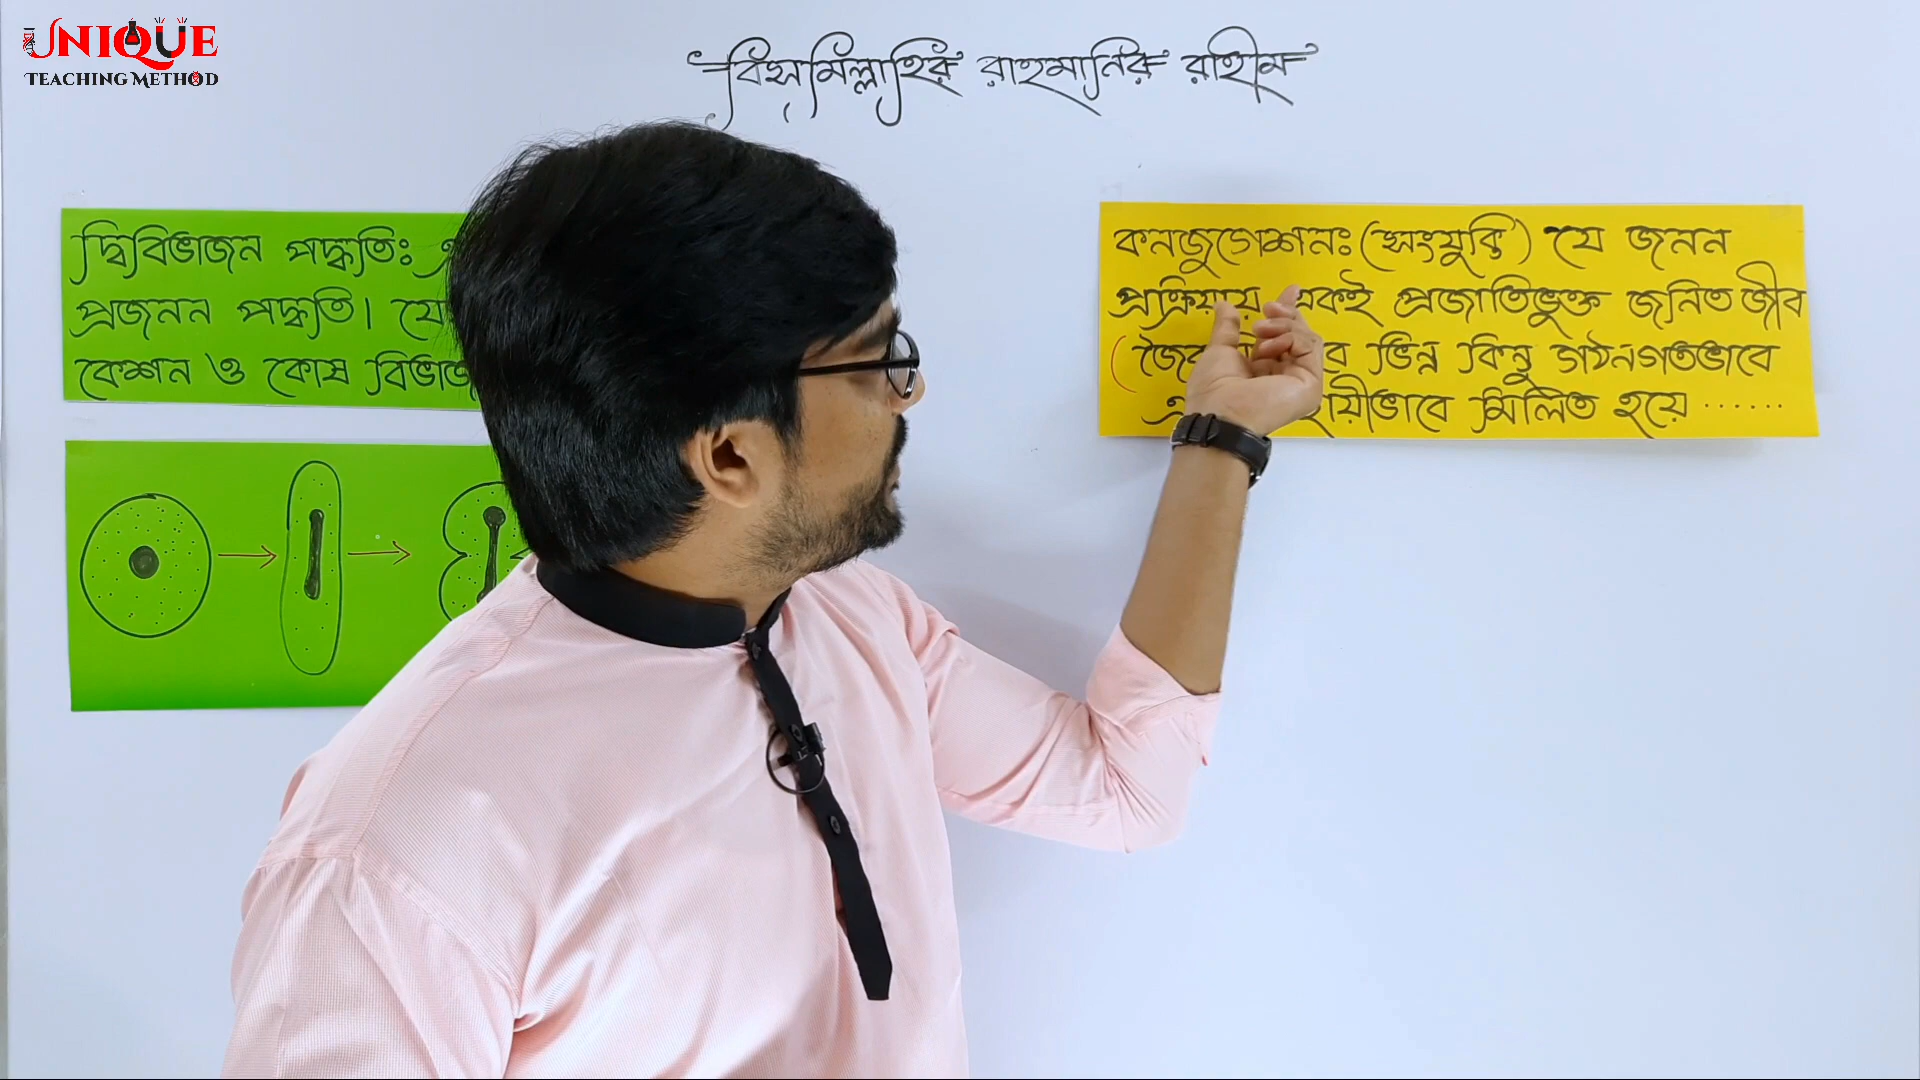 UNIQUE
TEACHING METHOD
বিসমিল্লাহির রাহমানির রাহীম
দ্বিবিভাজন পদ্ধতিঃ
প্রজনন পদ্ধতি। যে
কেশন ও কোষ বিভাজ
কনজুগেশনঃ (সংযুক্তি) যে জনন
প্রক্রিয়ায় একই প্রজাতিভুক্ত জনিত জীব
( ভিন্ন কিন্তু গঠনগতভাবে
মিলিত হয়ে ......